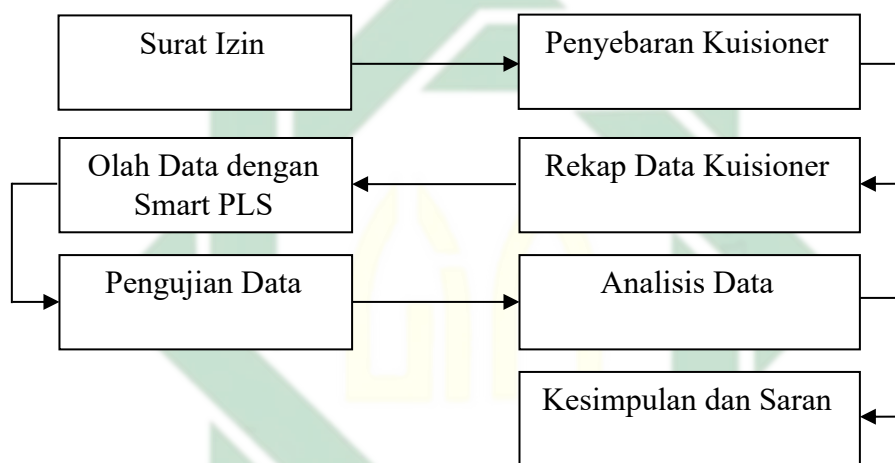 Surat Izin
Penyebaran Kuisioner
Olah Data dengan
Smart PLS
Rekap Data Kuisioner
Pengujian Data
Analisis Data
Kesimpulan dan Saran